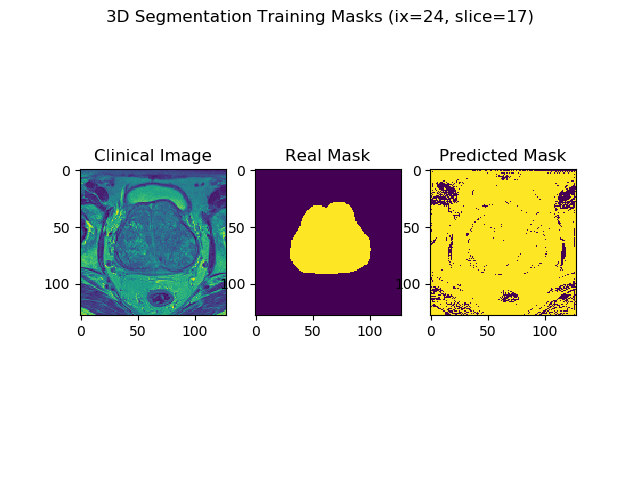 3D Segmentation Training Masks (ix=24, slice=17)
Clinical Image Real Mask Predicted Mask
0 0 0
50 50 50
100 100 100
0 100 0 50 100 0 50 100